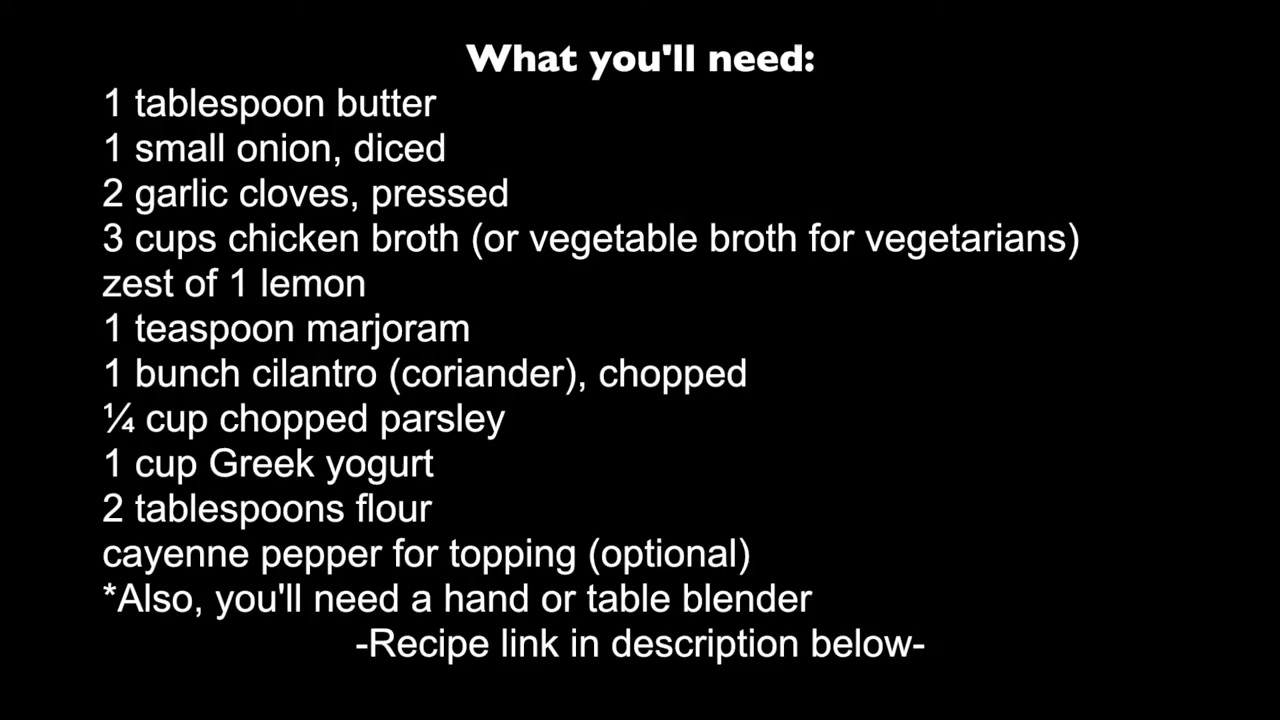 What you'll need:
1 tablespoon butter
1 small onion, diced
2 garlic cloves, pressed
3 cups chicken broth (or vegetable broth for vegetarians)
zest of 1 lemon
1 teaspoon marjoram
1 bunch cilantro (coriander), chopped
¼ cup chopped parsley
1 cup Greek yogurt
2 tablespoons flour
cayenne pepper for topping (optional)
*Also, you'll need a hand or table blender
-Recipe link in description below-